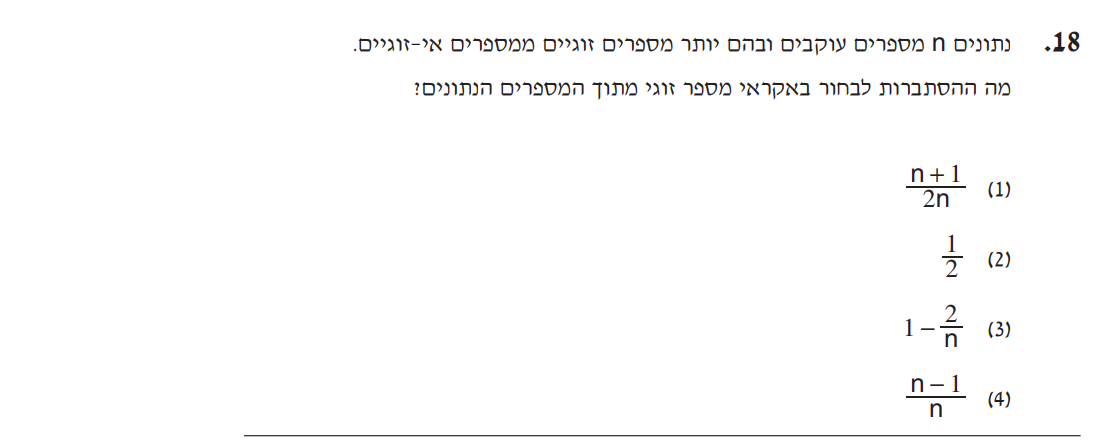 18. נתונים n מספרים עוקבים ובהם יותר מספרים זוגיים ממספרים אי-זוגיים.
מה ההסתברות לבחור באקראי מספר זוגי מתוך המספרים הנתונים?
(1) \frac{n+1}{2n}
(2) \frac{1}{2}
(3) 1 - \frac{2}{n}
(4) \frac{n-1}{n}